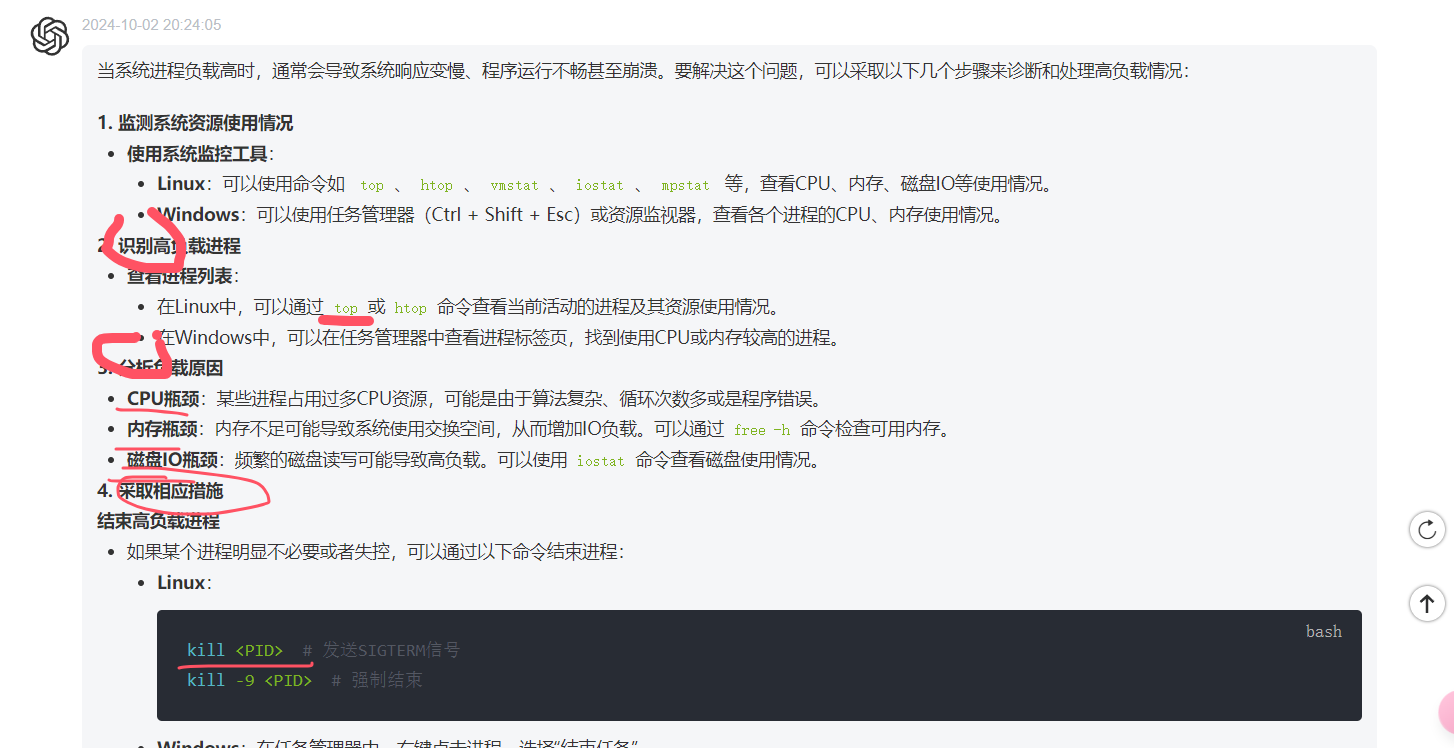 2024-10-02 20:24:05
当系统进程负载高时，通常会导致系统响应变慢、程序运行不畅甚至崩溃。要解决这个问题，可以采取以下几个步骤来诊断和处理高负载情况：
1. 监测系统资源使用情况
• 使用系统监控工具：
• Linux：可以使用命令如 top 、 htop 、 vmstat 、 iostat 、 mpstat 等，查看CPU、内存、磁盘IO等使用情况。
• Windows：可以使用任务管理器（Ctrl + Shift + Esc）或资源监视器，查看各个进程的CPU、内存使用情况。
2. 识别高负载进程
• 查看进程列表：
• 在Linux中，可以通过 top 或 htop 命令查看当前活动的进程及其资源使用情况。
• 在Windows中，可以在任务管理器中查看进程标签页，找到使用CPU或内存较高的进程。
3. 分析负载原因
• CPU瓶颈：某些进程占用过多CPU资源，可能是由于算法复杂、循环次数多或是程序错误。
• 内存瓶颈：内存不足可能导致系统使用交换空间，从而增加IO负载。可以通过 free -h 命令检查可用内存。
• 磁盘IO瓶颈：频繁的磁盘读写可能导致高负载。可以使用 iostat 命令查看磁盘使用情况。
4. 采取相应措施
结束高负载进程
• 如果某个进程明显不必要或者失控，可以通过以下命令结束进程：
• Linux：
bash
kill <PID> # 发送SIGTERM信号
kill -9 <PID> # 强制结束
• Windows：在任务管理器中，右键点击进程，选择“结束任务”